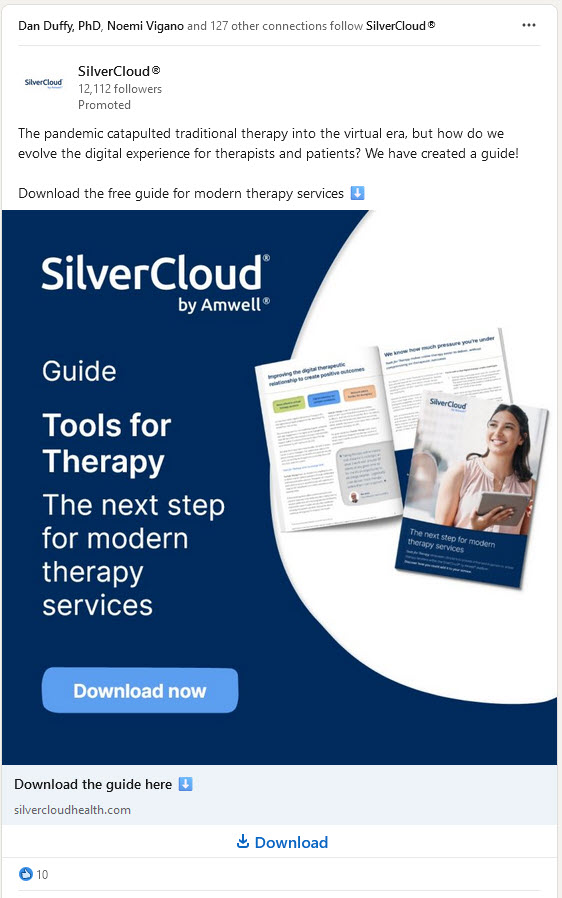 Dan Duffy, PhD, Noemi Vigano and 127 other connections follow SilverCloud®
SilverCloud
by Amwell
SilverCloud®
12,112 followers
Promoted
The pandemic catapulted traditional therapy into the virtual era, but how do we
evolve the digital experience for therapists and patients? We have created a guide!
Download the free guide for modern therapy services
SilverCloud®
by Amwell®
Guide
Tools for
Therapy
The next step
for modern
therapy
services
Download now
Improving the digital therapeutic
relationship to create positive outcomes
We know how much pressure you're under
SilverCloud
by Amwell
The next step for modern
therapy services
Download the guide here
silvercloudhealth.com
Download
10